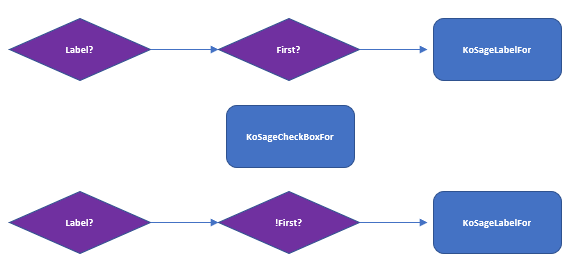 Label?
First?
KoSageLabelFor
KoSageCheckBoxFor
Label?
!First?
KoSageLabelFor